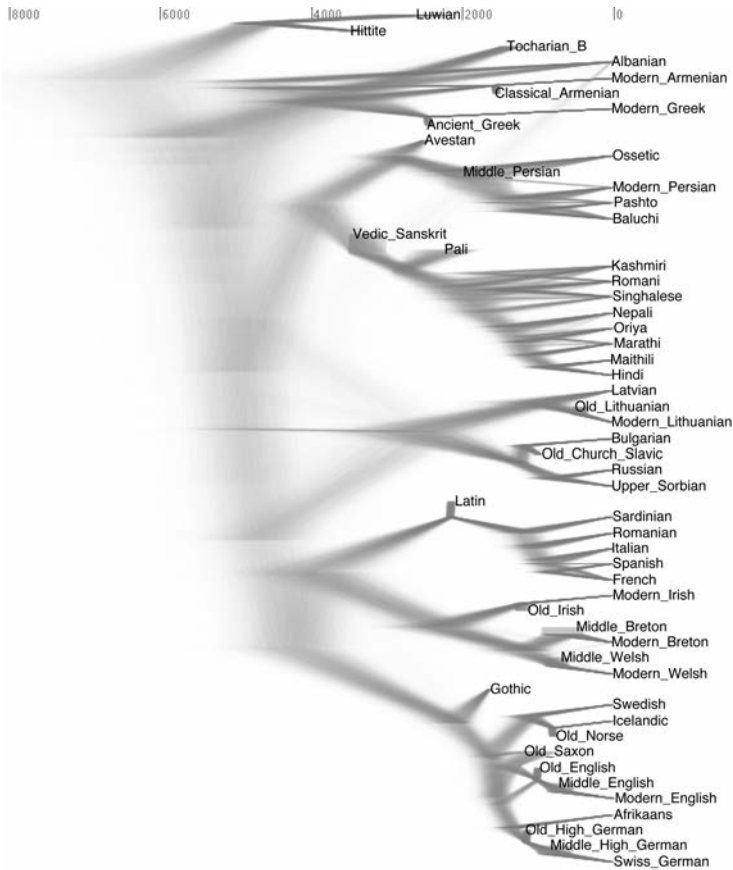 8000 4000 2000 0
Luwian
Hittite
Tocharian_B
Albanian
Modern_Armenian
Classical_Armenian
Modern_Greek
Ancient_Greek
Avestan
Ossetic
Middle_Persian
Modern_Persian
Pashto
Baluchi
Vedic_Sanskrit
Pali
Kashmiri
Romani
Singhalese
Nepali
Oriya
Marathi
Maithili
Hindi
Latvian
Old_Lithuanian
Modern_Lithuanian
Bulgarian
Old_Church_Slavic
Russian
Upper_Sorbian
Latin
Sardinian
Romanian
Italian
Spanish
French
Modern_Irish
Old_Irish
Middle_Breton
Modern_Breton
Middle_Welsh
Modern_Welsh
Gothic
Swedish
Icelandic
Old_Norse
Old_Saxon
Old_English
Middle_English
Modern_English
Afrikaans
Old_High_German
Middle_High_German
Swiss_German